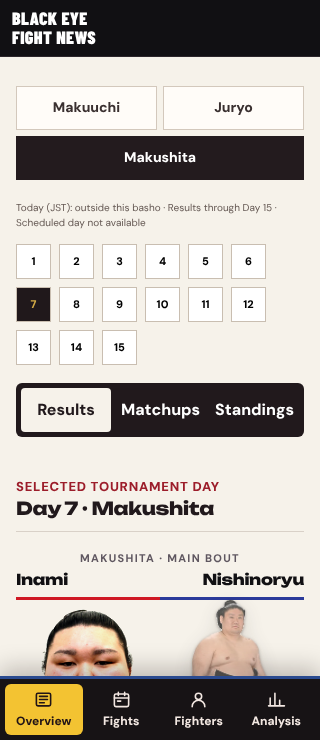 BLACK EYE
FIGHT NEWS
Makuuchi
Juryo
Makushita
Today (JST): outside this basho · Results through Day 15 ·
Scheduled day not available
1 2 3 4 5 6
7 8 9 10 11 12
13 14 15
Results Matchups Standings
SELECTED TOURNAMENT DAY
Day 7 · Makushita
MAKUSHITA · MAIN BOUT
Inami Nishinoryu
Overview Fights Fighters Analysis